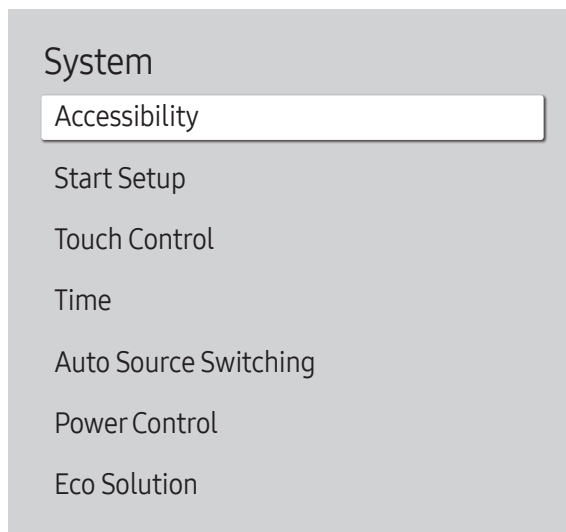 System
Accessibility
Start Setup
Touch Control
Time
Auto Source Switching
Power Control
Eco Solution